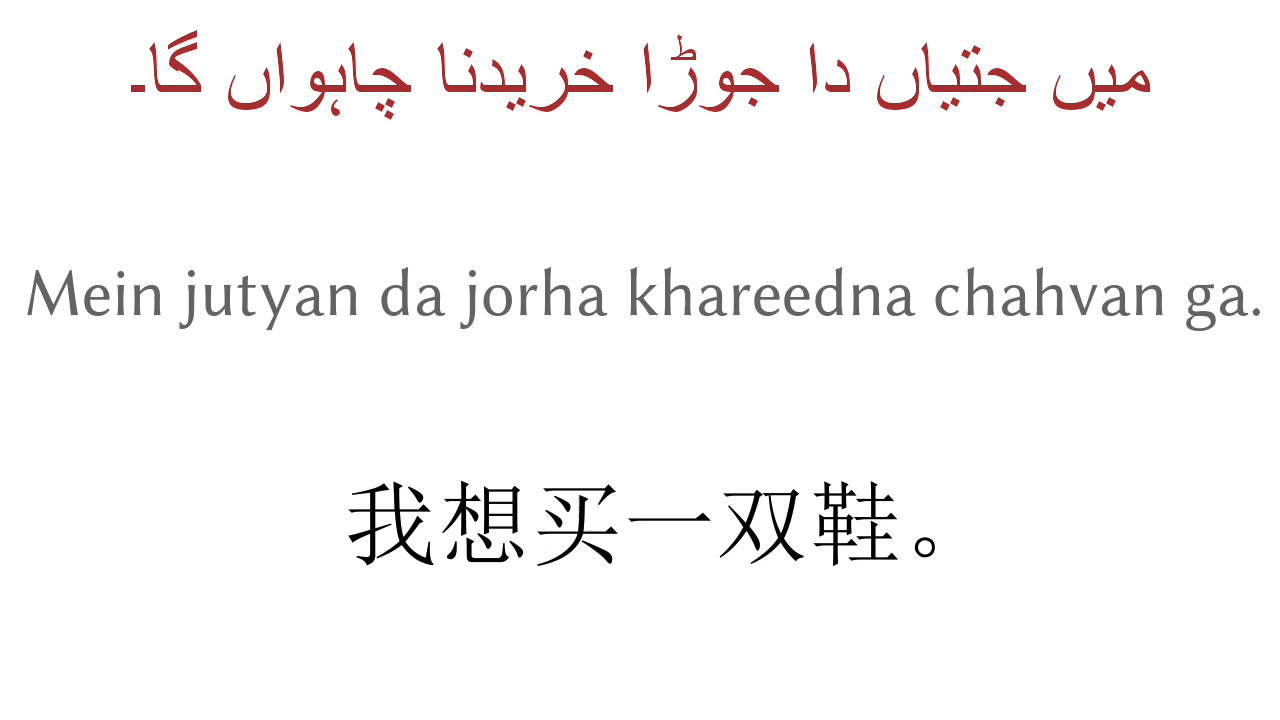 میں جتیاں دا جوڑا خریدنا چاہواں گا۔
Mein jutyan da jorha khareedna chahvan ga.
我想买一双鞋。